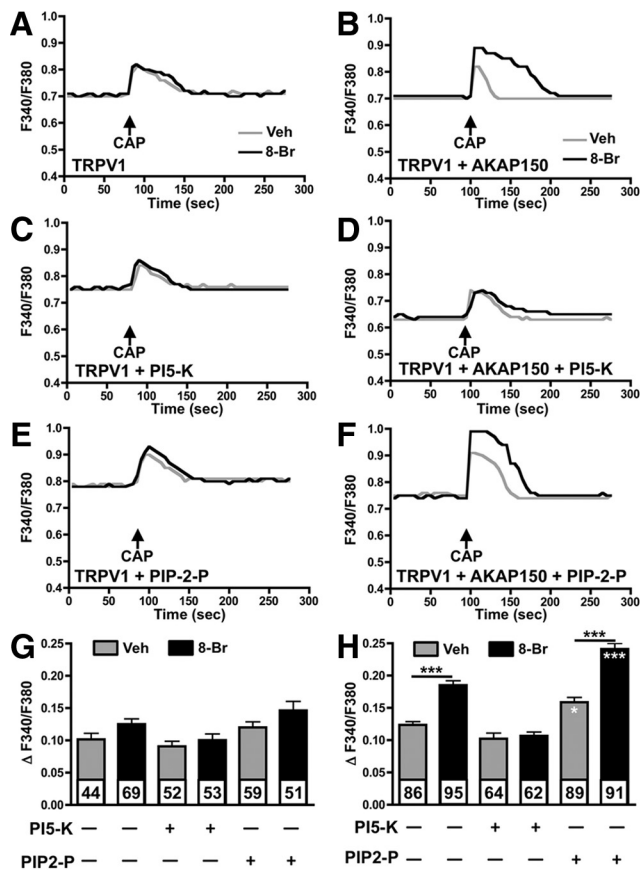 A
1.0
0.9
0.8
0.7
0.6
0.5
0.4
F340/F380
CAP
Veh
8-Br
TRPV1
0 50 100 150 200 250 300
Time (sec)
B
1.0
0.9
0.8
0.7
0.6
0.5
0.4
F340/F380
CAP
Veh
8-Br
TRPV1 + AKAP150
0 50 100 150 200 250 300
Time (sec)
C
1.0
0.9
0.8
0.7
0.6
0.5
0.4
F340/F380
CAP
TRPV1 + PI5-K
0 50 100 150 200 250 300
Time (sec)
D
1.0
0.9
0.8
0.7
0.6
0.5
0.4
F340/F380
CAP
TRPV1 + AKAP150 + PI5-K
0 50 100 150 200 250 300
Time (sec)
E
1.0
0.9
0.8
0.7
0.6
0.5
0.4
F340/F380
CAP
TRPV1 + PIP-2-P
0 50 100 150 200 250 300
Time (sec)
F
1.0
0.9
0.8
0.7
0.6
0.5
0.4
F340/F380
CAP
TRPV1 + AKAP150 + PIP-2-P
0 50 100 150 200 250 300
Time (sec)
G
Veh 8-Br
0.25
0.20
0.15
0.10
0.05
0.00
Δ F340/F380
44 69 52 53 59 51
PI5-K — — + + — —
PIP2-P — — — — + +
H
Veh 8-Br
0.25
0.20
0.15
0.10
0.05
0.00
Δ F340/F380
*** *** * ***
86 95 64 62 89 91
PI5-K — — + + — —
PIP2-P — — — — + +